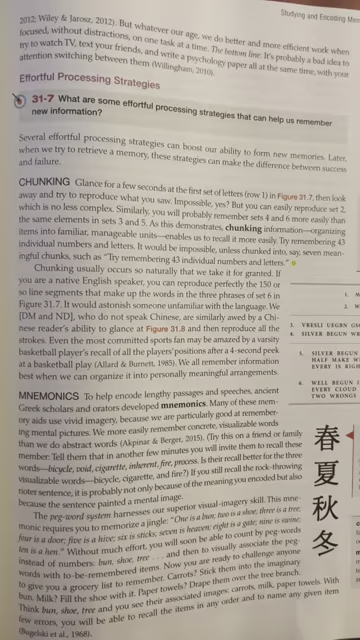 Studying and Encoding Mem
2012; Wiley & Jarosz, 2012). But whatever our age, we do better and more efficient work when
focused, without distractions, on one task at a time. The bottom line: It's probably a bad idea to
try to watch TV, text your friends, and write a psychology paper all at the same time, with your
attention switching between them (Willingham, 2010).
Effortful Processing Strategies
31-7 What are some effortful processing strategies that can help us remember
new information?
Several effortful processing strategies can boost our ability to form new memories. Later,
when we try to retrieve a memory, these strategies can make the difference between success
and failure.
CHUNKING Glance for a few seconds at the first set of letters (row 1) in Figure 31.7, then look
away and try to reproduce what you saw. Impossible, yes? But you can easily reproduce set 2,
which is no less complex. Similarly, you will probably remember sets 4 and 6 more easily than
the same elements in sets 3 and 5. As this demonstrates, chunking information—organizing
items into familiar, manageable units—enables us to recall it more easily. Try remembering 43
individual numbers and letters. It would be impossible, unless chunked into, say, seven mean-
ingful chunks, such as "Try remembering 43 individual numbers and letters."
Chunking usually occurs so naturally that we take it for granted. If
you are a native English speaker, you can reproduce perfectly the 150 or
so line segments that make up the words in the three phrases of set 6 in
Figure 31.7. It would astonish someone unfamiliar with the language. We
[DM and ND], who do not speak Chinese, are similarly awed by a Chi-
nese reader's ability to glance at Figure 31.8 and then reproduce all the
strokes. Even the most committed sports fan may be amazed by a varsity
basketball player's recall of all the players' positions after a 4-second peek
at a basketball play (Allard & Burnett, 1985). We all remember information
best when we can organize it into personally meaningful arrangements.
MNEMONICS To help encode lengthy passages and speeches, ancient
Greek scholars and orators developed mnemonics. Many of these mem-
ory aids use vivid imagery, because we are particularly good at remember-
ing mental pictures. We more easily remember concrete, visualizable words
than we do abstract words (Akpinar & Berger, 2015). (Try this on a friend or family
member: Tell them that in another few minutes you will invite them to recall these
words—bicycle, void, cigarette, inherent, fire, process. Is their recall better for the three
visualizable words—bicycle, cigarette, and fire?) If you still recall the rock-throwing
rioter sentence, it is probably not only because of the meaning you encoded but also
because the sentence painted a mental image.
The peg-word system harnesses our superior visual-imagery skill. This mne-
monic requires you to memorize a jingle: "One is a bun; two is a shoe; three is a tree;
four is a door; five is a hive; six is sticks; seven is heaven; eight is a gate; nine is swine;
ten is a hen." Without much effort, you will soon be able to count by peg-words
instead of numbers: bun, shoe, tree . . . and then to visually associate the peg-
words with to-be-remembered items. Now you are ready to challenge anyone
to give you a grocery list to remember. Carrots? Stick them into the imaginary
bun. Milk? Fill the shoe with it. Paper towels? Drape them over the tree branch.
Think bun, shoe, tree and you see their associated images: carrots, milk, paper towels. With
few errors, you will be able to recall the items in any order and to name any given item
(Bugelski et al., 1968).
1. M
2. W
3. VRESLI UEGBN GS
4. SILVER BEGUN WR
5. SILVER BEGUN
HALF MAKE W
EVERY IS RIGH
6. WELL BEGUN I
EVERY CLOUD
TWO WRONGS
春
夏
秋
冬